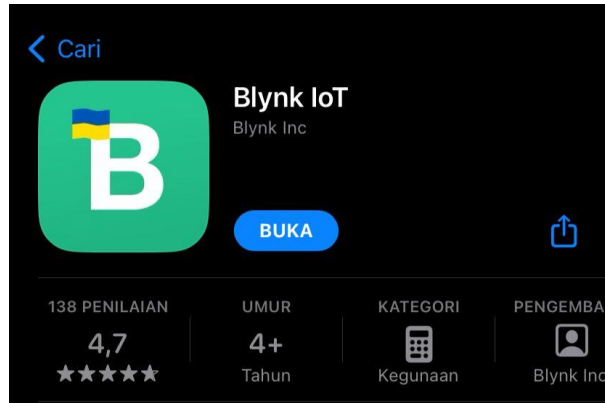 Cari
B
Blynk IoT
Blynk Inc
BUKA
138 PENILAIAN
4,7
UMUR
4+
Tahun
KATEGORI
Kegunaan
PENGEMBA
Blynk Inc